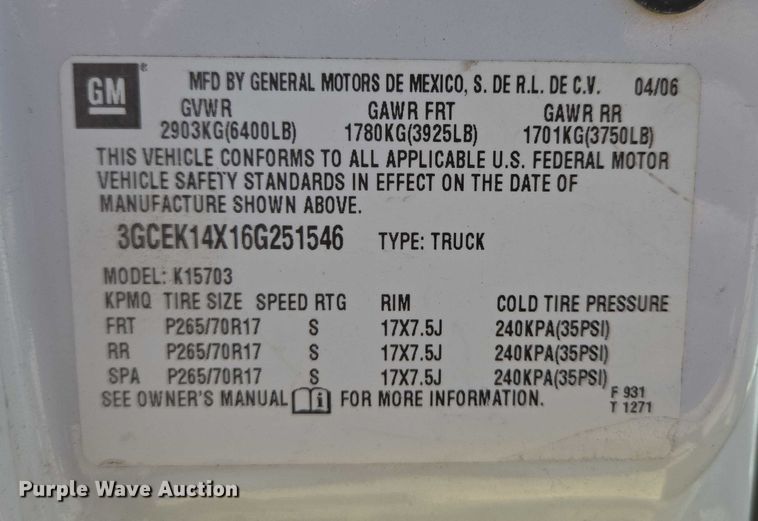 GM ® MFD BY GENERAL MOTORS DE MEXICO, S. DE R.L. DE C.V. 04/06
GVWR GAWR FRT GAWR RR
2903KG(6400LB) 1780KG(3925LB) 1701KG(3750LB)
THIS VEHICLE CONFORMS TO ALL APPLICABLE U.S. FEDERAL MOTOR
VEHICLE SAFETY STANDARDS IN EFFECT ON THE DATE OF
MANUFACTURE SHOWN ABOVE.
3GCEK14X16G251546 TYPE: TRUCK
MODEL: K15703
KPMQ TIRE SIZE SPEED RTG RIM COLD TIRE PRESSURE
FRT P265/70R17 S 17X7.5J 240KPA(35PSI)
RR P265/70R17 S 17X7.5J 240KPA(35PSI)
SPA P265/70R17 S 17X7.5J 240KPA(35PSI)
SEE OWNER'S MANUAL i FOR MORE INFORMATION. F 931
T 1271
Purple Wave Auction